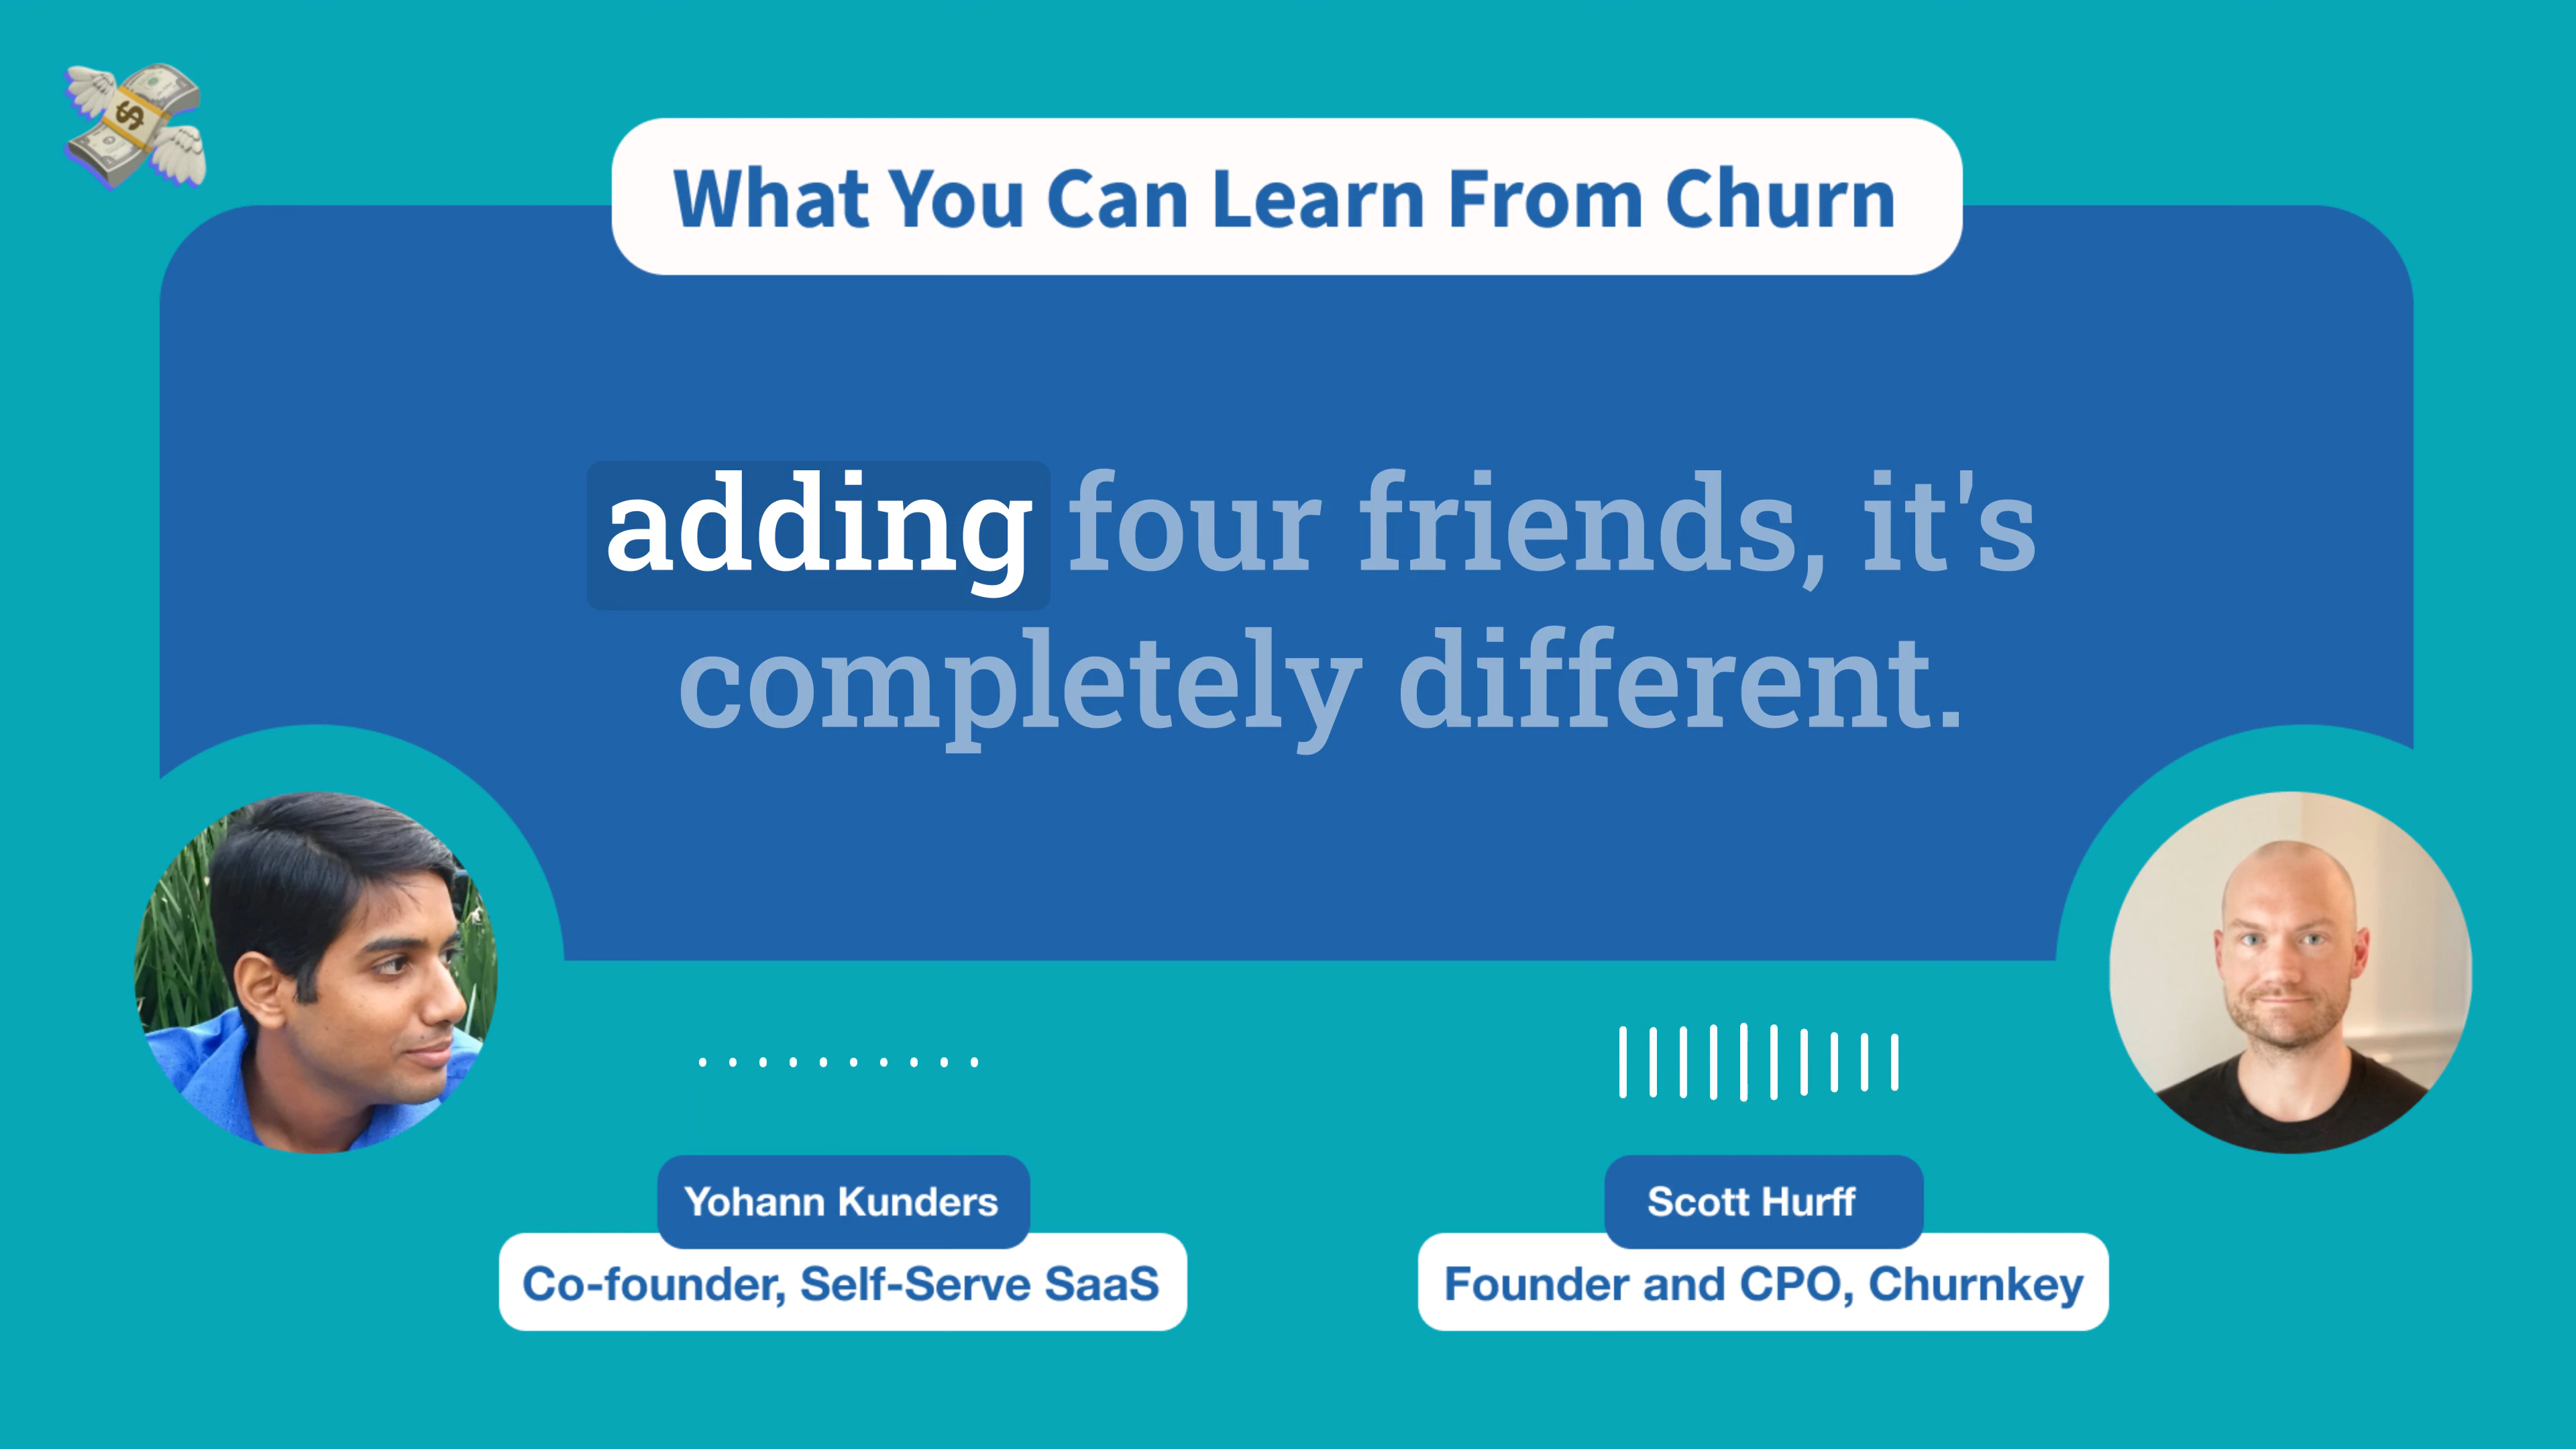 What You Can Learn From Churn
adding four friends, it's
completely different.
Yohann Kunders
Co-founder, Self-Serve SaaS
Scott Hurff
Founder and CPO, Churnkey